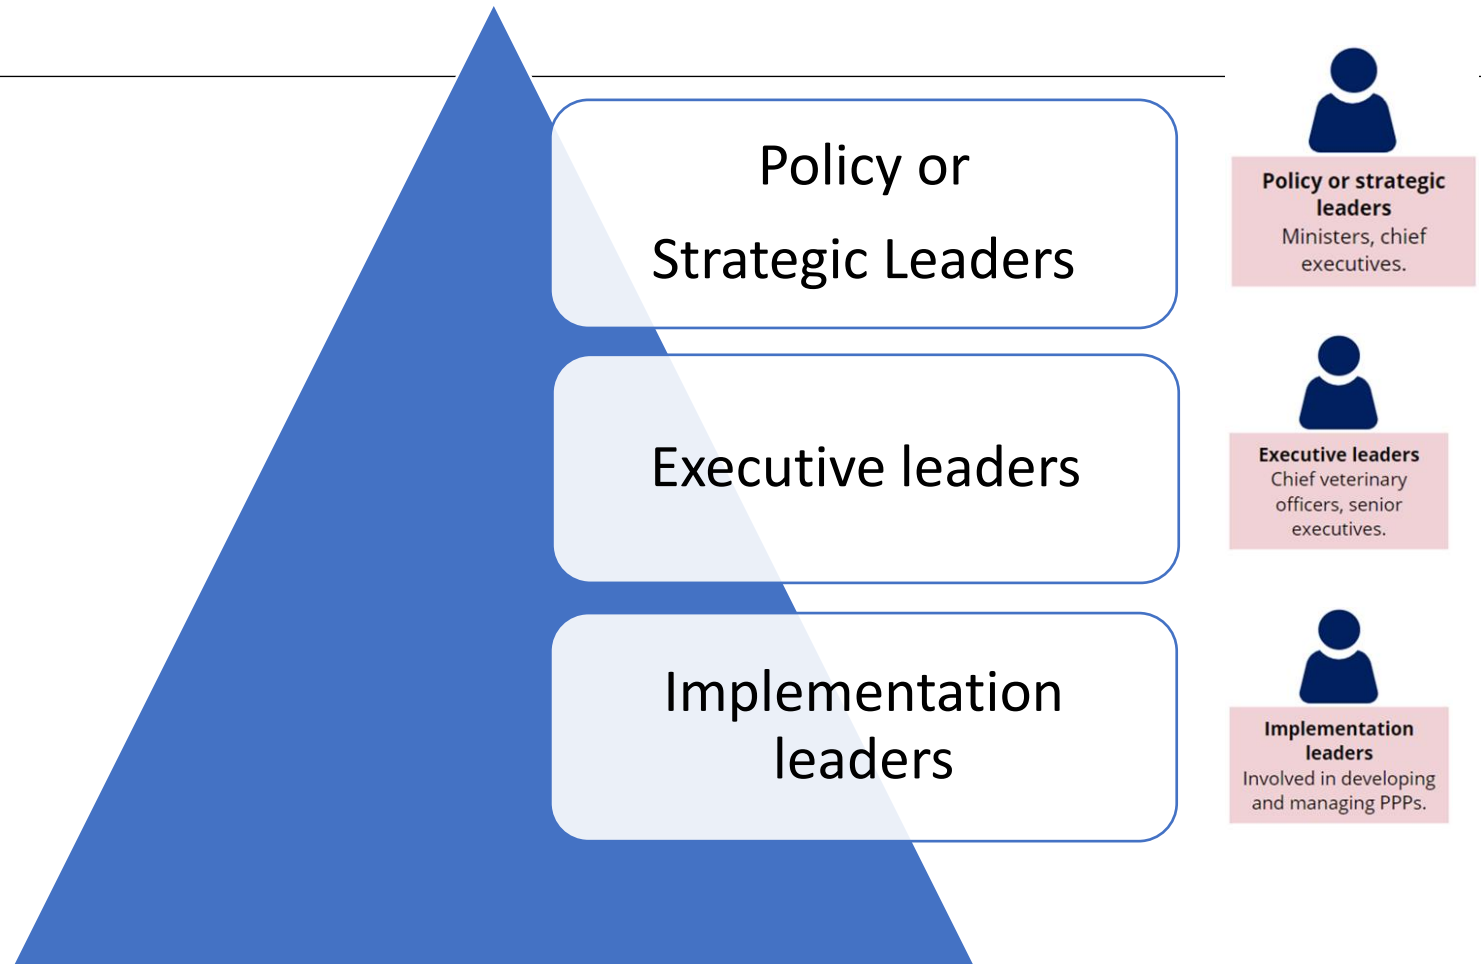 Policy or
Strategic Leaders
Policy or strategic
leaders
Ministers, chief
executives.
Executive leaders
Executive leaders
Chief veterinary
officers, senior
executives.
Implementation
leaders
Implementation
leaders
Involved in developing
and managing PPPs.